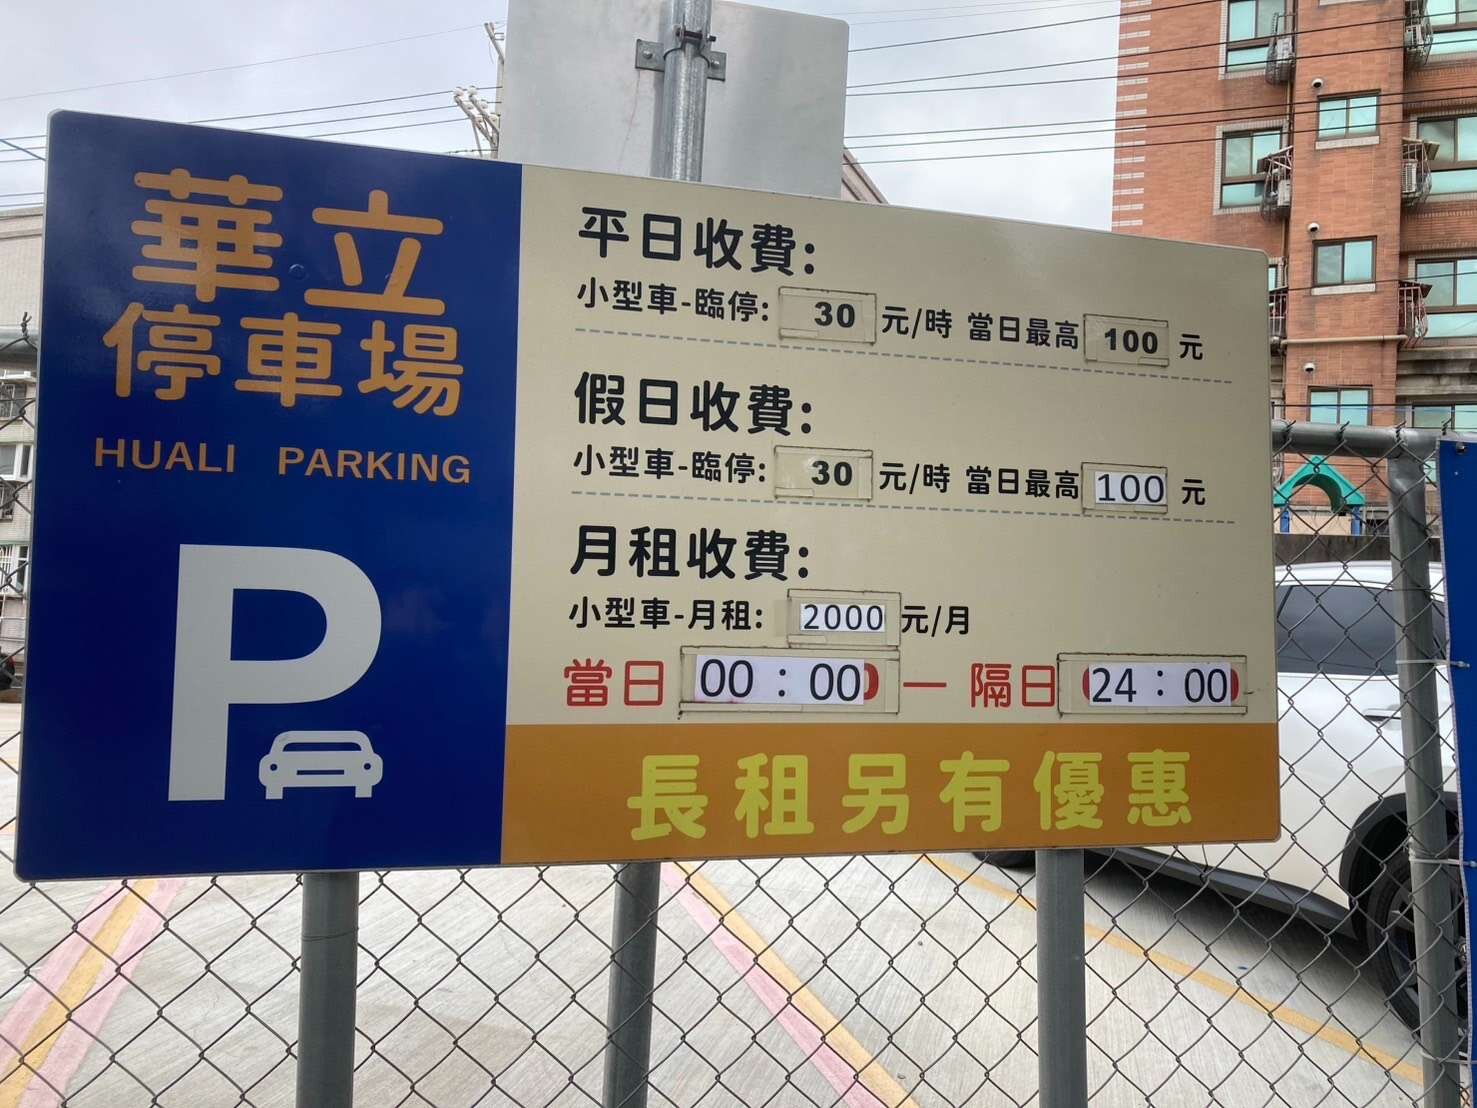 華立
停車場
HUALI PARKING
P
平日收費:
小型車-臨停: 30 元/時 當日最高 100 元
假日收費:
小型車-臨停: 30 元/時 當日最高 100 元
月租收費:
小型車-月租: 2000 元/月
當日 00:00 — 隔日 24:00
長租另有優惠